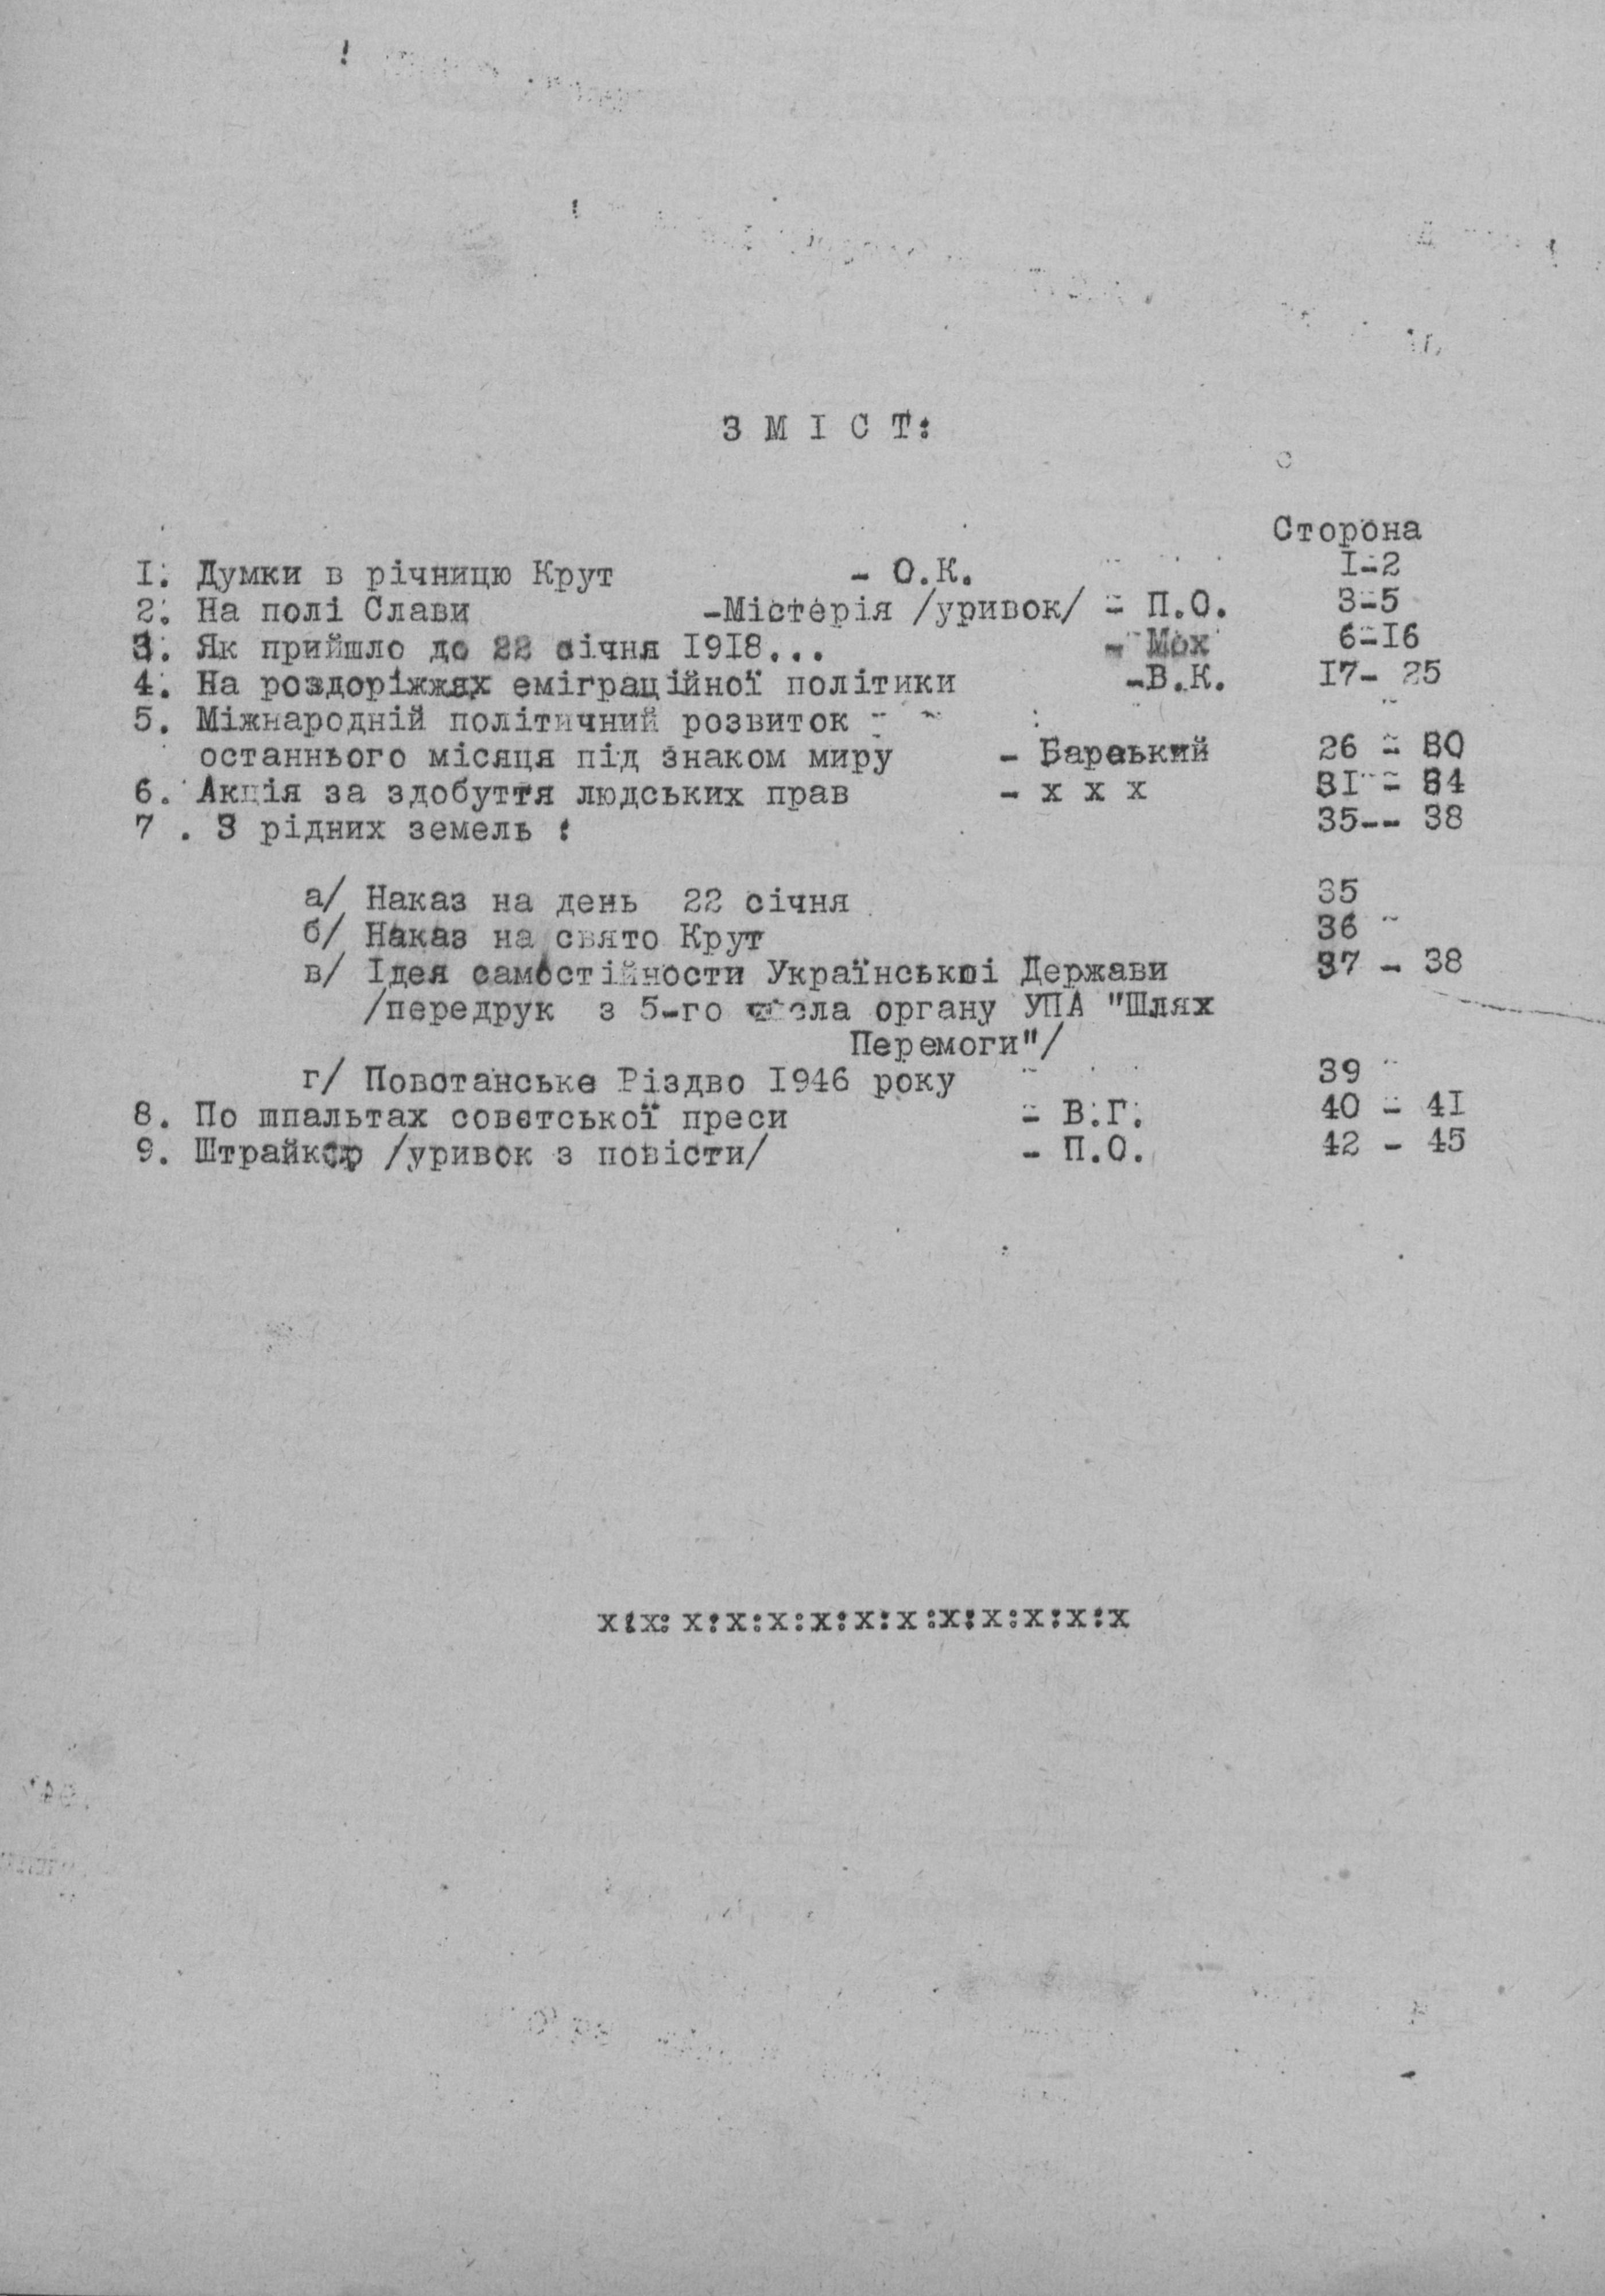 З М І С Т:
Сторона
І. Думки в річницю Крут - О.К. І-2
2. На полі Слави -Містерія /уривок/ - П.О. 3-5
3. Як прийшло до 22 січня І9І8... - Мох 6-І6
4. На роздоріжжях еміграційної політики -В.К. І7- 25
5. Міжнародній політичний розвиток -
останнього місяця під знаком миру - Барський 26 - 30
6. Акція за здобуття людських прав - х х х 3І - 34
7 . З рідних земель : 35-- 38
а/ Наказ на день 22 січня 35
б/ Наказ на свято Крут 36
в/ Ідея самостійности Української Держави 37 - 38
/передрук з 5-го числа органу УПА "Шлях
Перемоги"/
г/ Повстанське Різдво І946 року 39
8. По шпальтах совєтської преси - В.Г. 40 - 4І
9. /уривок з повісти/ - П.О. 42 - 45
х:х: х:х:х:х:х:х:х:х:х:х:х